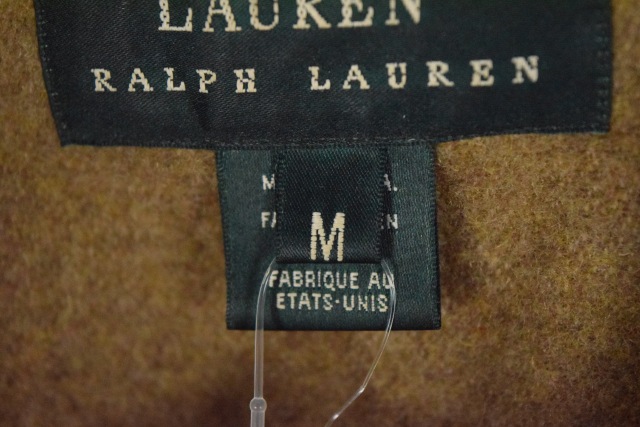 LAUREN
RALPH LAUREN
M
FABRIQUE AU
ETATS-UNIS